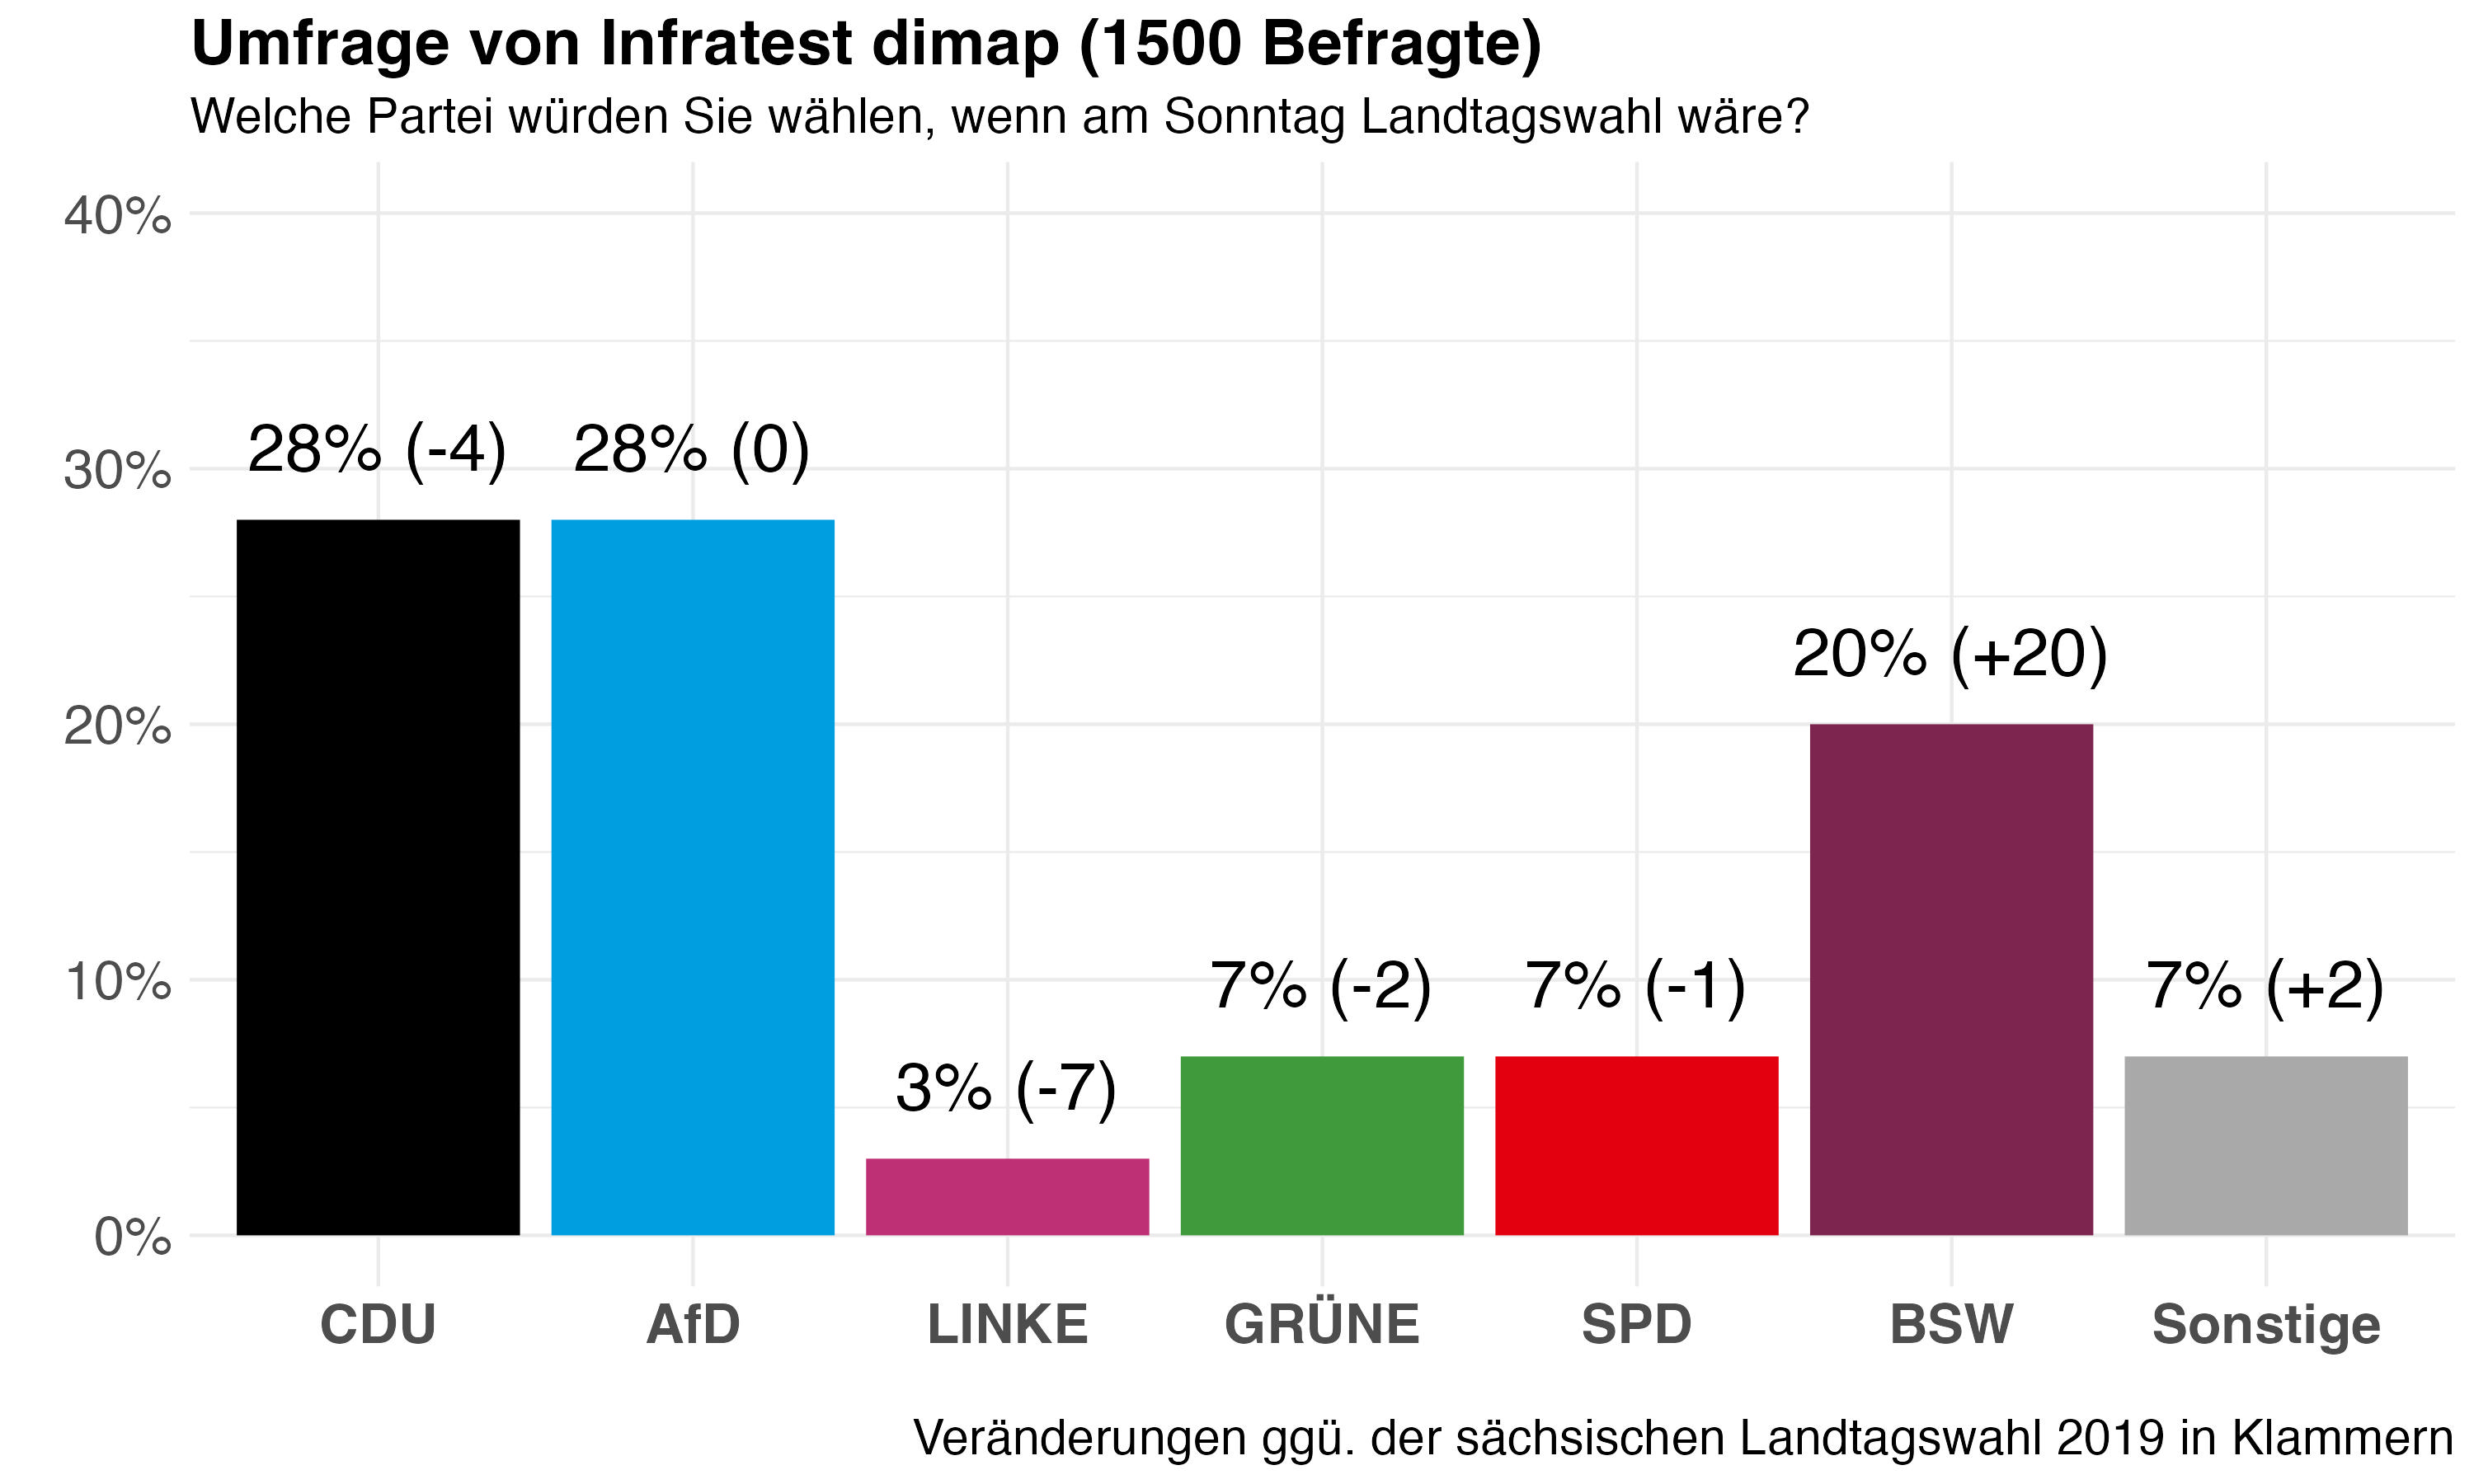 Umfrage von Infratest dimap (1500 Befragte)
Welche Partei würden Sie wählen, wenn am Sonntag Landtagswahl wäre?
40%
30%
20%
10%
0%
28% (-4)
28% (0)
3% (-7)
7% (-2)
7% (-1)
20% (+20)
7% (+2)
CDU
AfD
LINKE
GRÜNE
SPD
BSW
Sonstige
Veränderungen ggü. der sächsischen Landtagswahl 2019 in Klammern